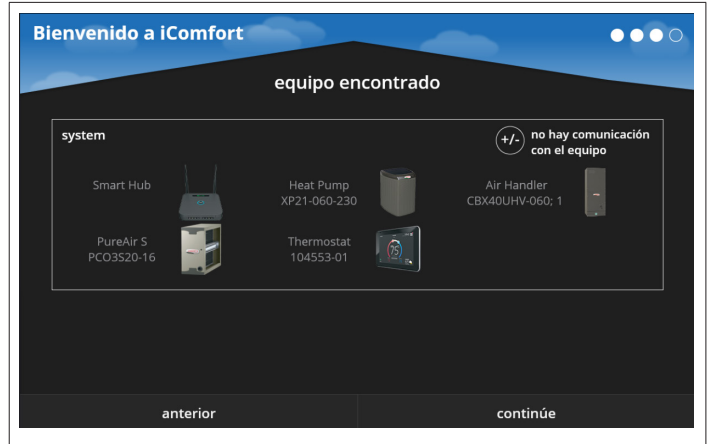 Bienvenido a iComfort
equipo encontrado
system
+/-
no hay comunicación
con el equipo
Smart Hub
Heat Pump
XP21-060-230
Air Handler
CBX40UHV-060; 1
PureAir S
PCO3S20-16
Thermostat
104553-01
75
anterior
continúe